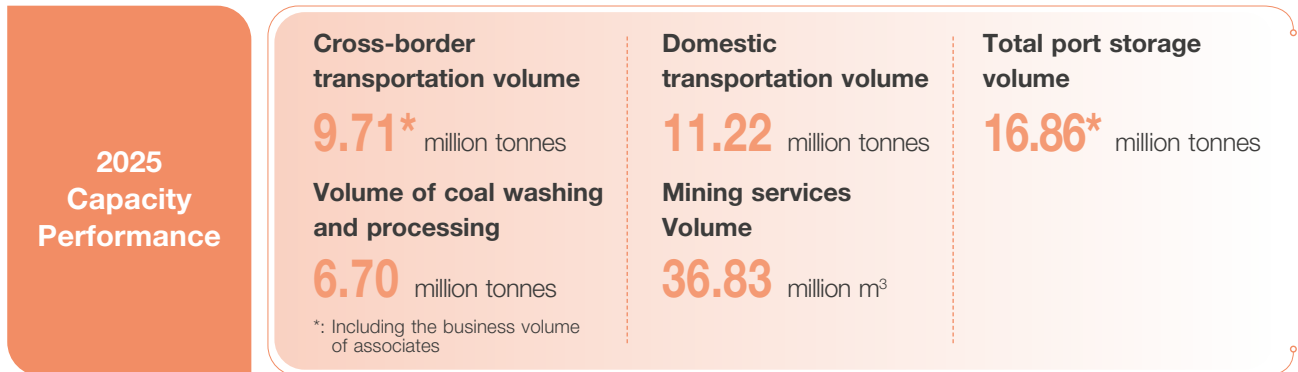 2025
Capacity
Performance
Cross-border
transportation volume
9.71* million tonnes
Domestic
transportation volume
11.22 million tonnes
Total port storage
volume
16.86* million tonnes
Volume of coal washing
and processing
6.70 million tonnes
*: Including the business volume
of associates
Mining services
Volume
36.83 million m³